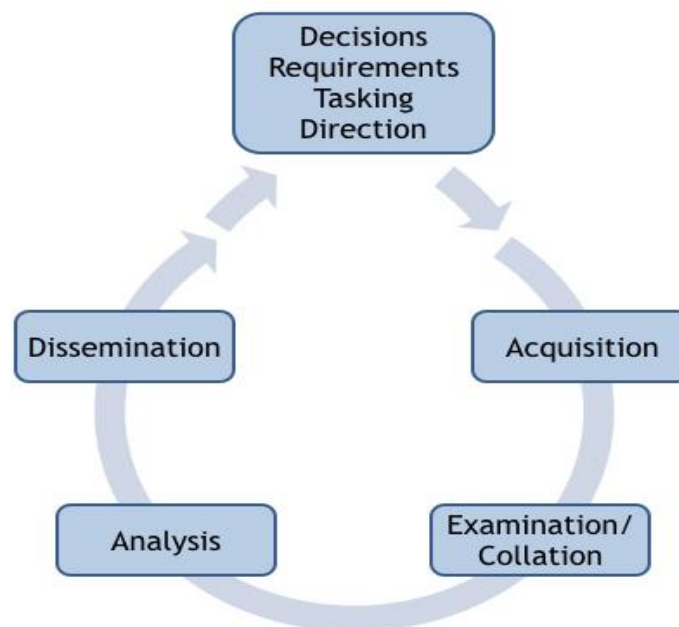 Decisions
Requirements
Tasking
Direction
Acquisition
Examination/
Collation
Analysis
Dissemination